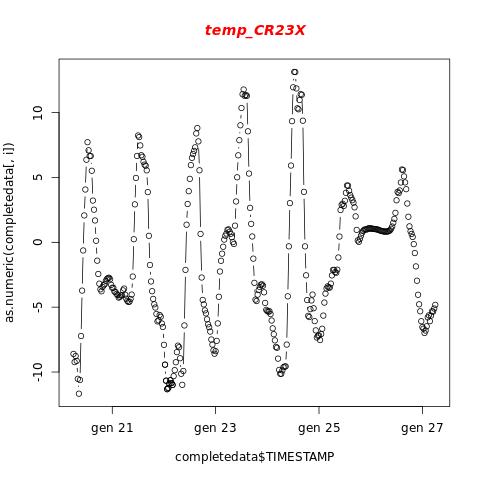 temp_CR23X
as.numeric(completedata[, i])
10
5
0
-5
-10
gen 21
gen 23
gen 25
gen 27
completedata$TIMESTAMP